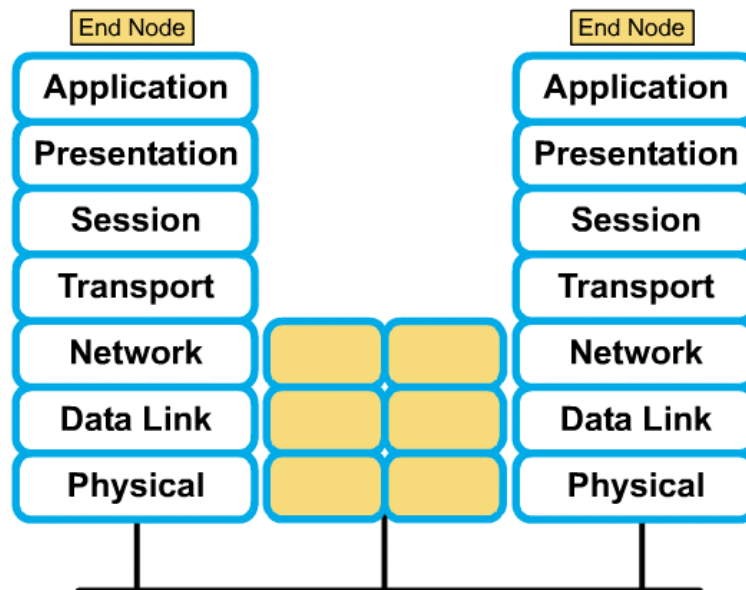 End Node
End Node
Application
Application
Presentation
Presentation
Session
Session
Transport
Transport
Network
Network
Data Link
Data Link
Physical
Physical